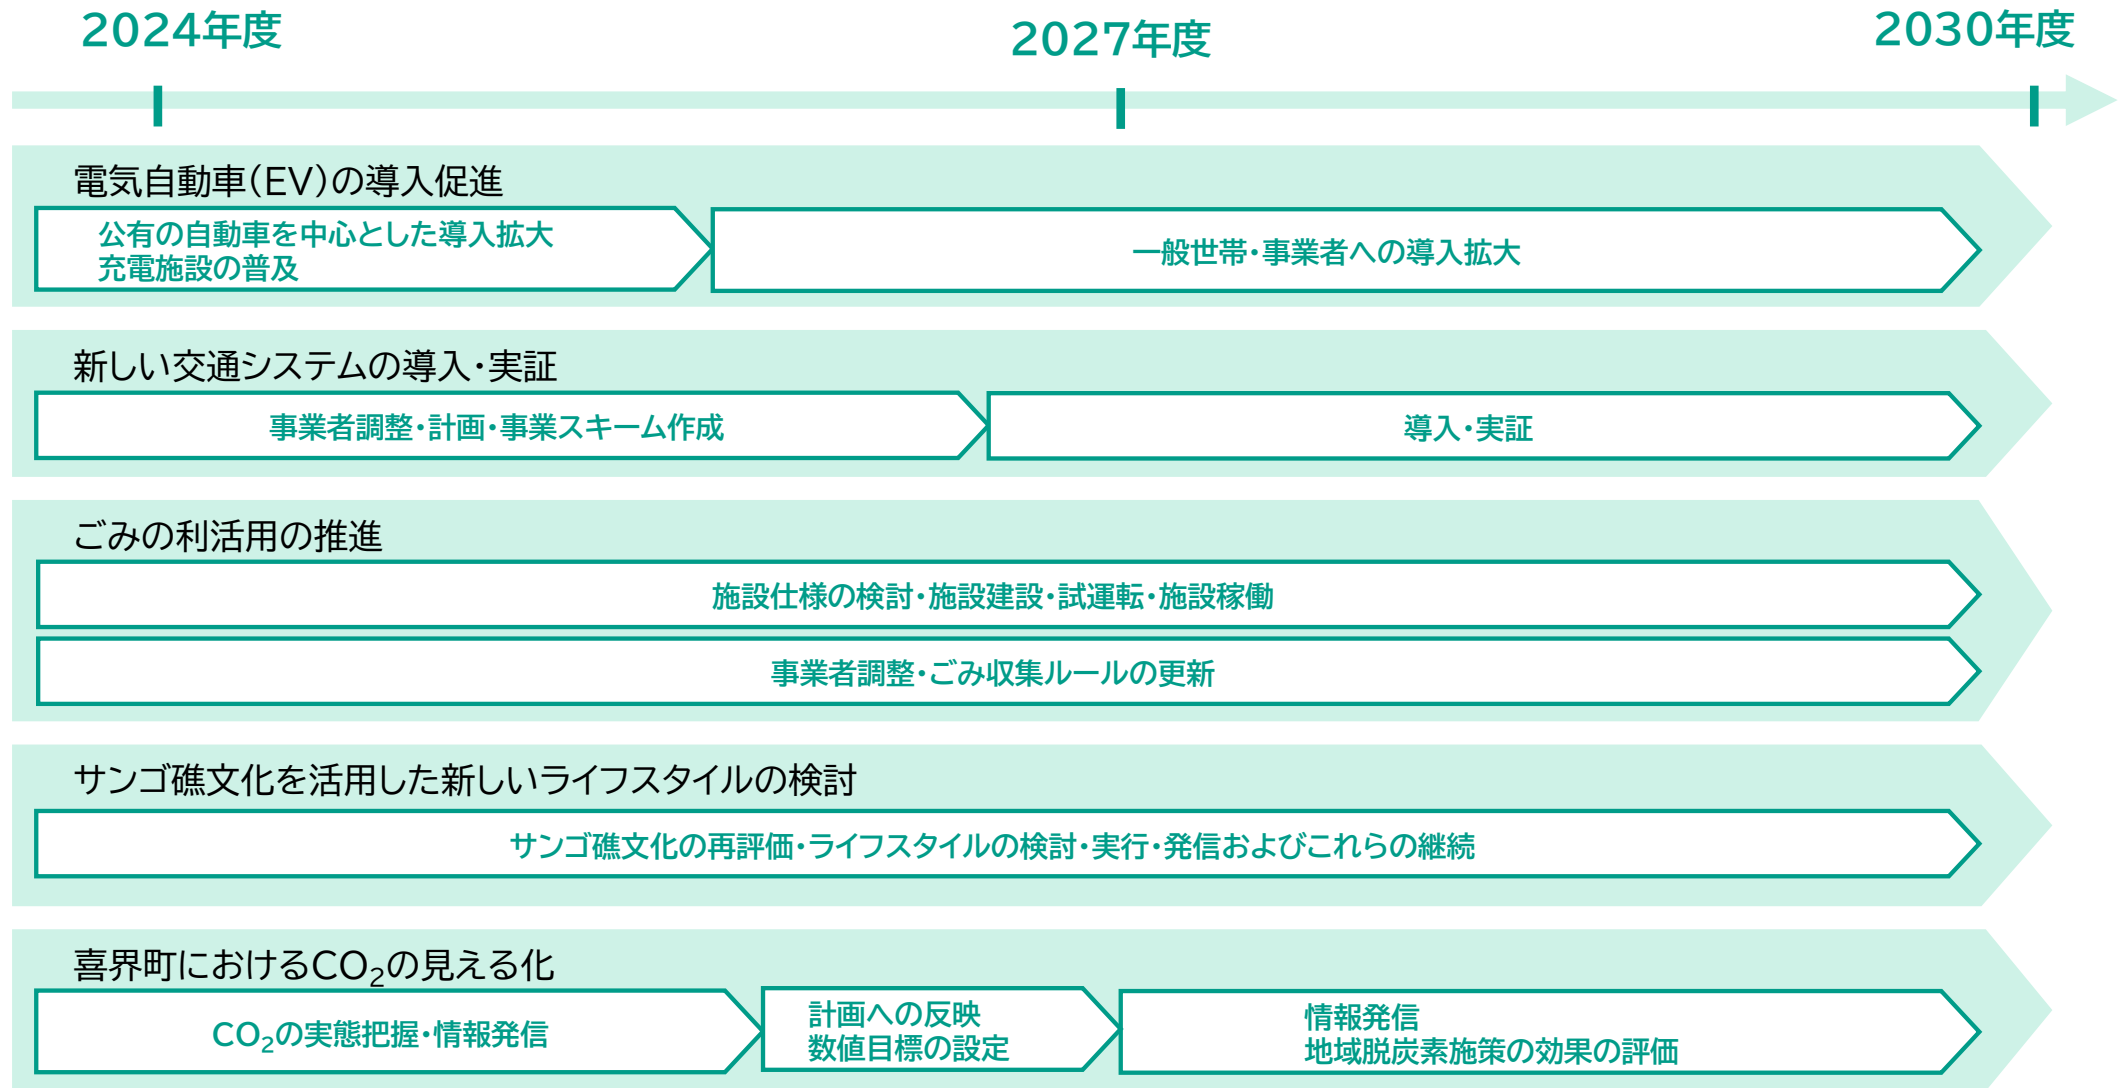 2024年度
2027年度
2030年度
電気自動車(EV)の導入促進
公有の自動車を中心とした導入拡大
充電施設の普及
一般世帯・事業者への導入拡大
新しい交通システムの導入・実証
事業者調整・計画・事業スキーム作成
導入・実証
ごみの利活用の推進
施設仕様の検討・施設建設・試運転・施設稼働
事業者調整・ごみ収集ルールの更新
サンゴ礁文化を活用した新しいライフスタイルの検討
サンゴ礁文化の再評価・ライフスタイルの検討・実行・発信およびこれらの継続
喜界町におけるCO₂の見える化
CO₂の実態把握・情報発信
計画への反映
数値目標の設定
情報発信
地域脱炭素施策の効果の評価